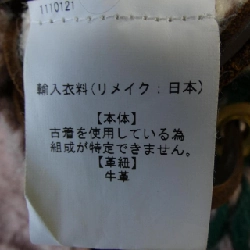 1110121
輸入衣料(リメイク:日本)
【本体】
古着を使用している為
組成が特定できません。
【革紐】
牛革